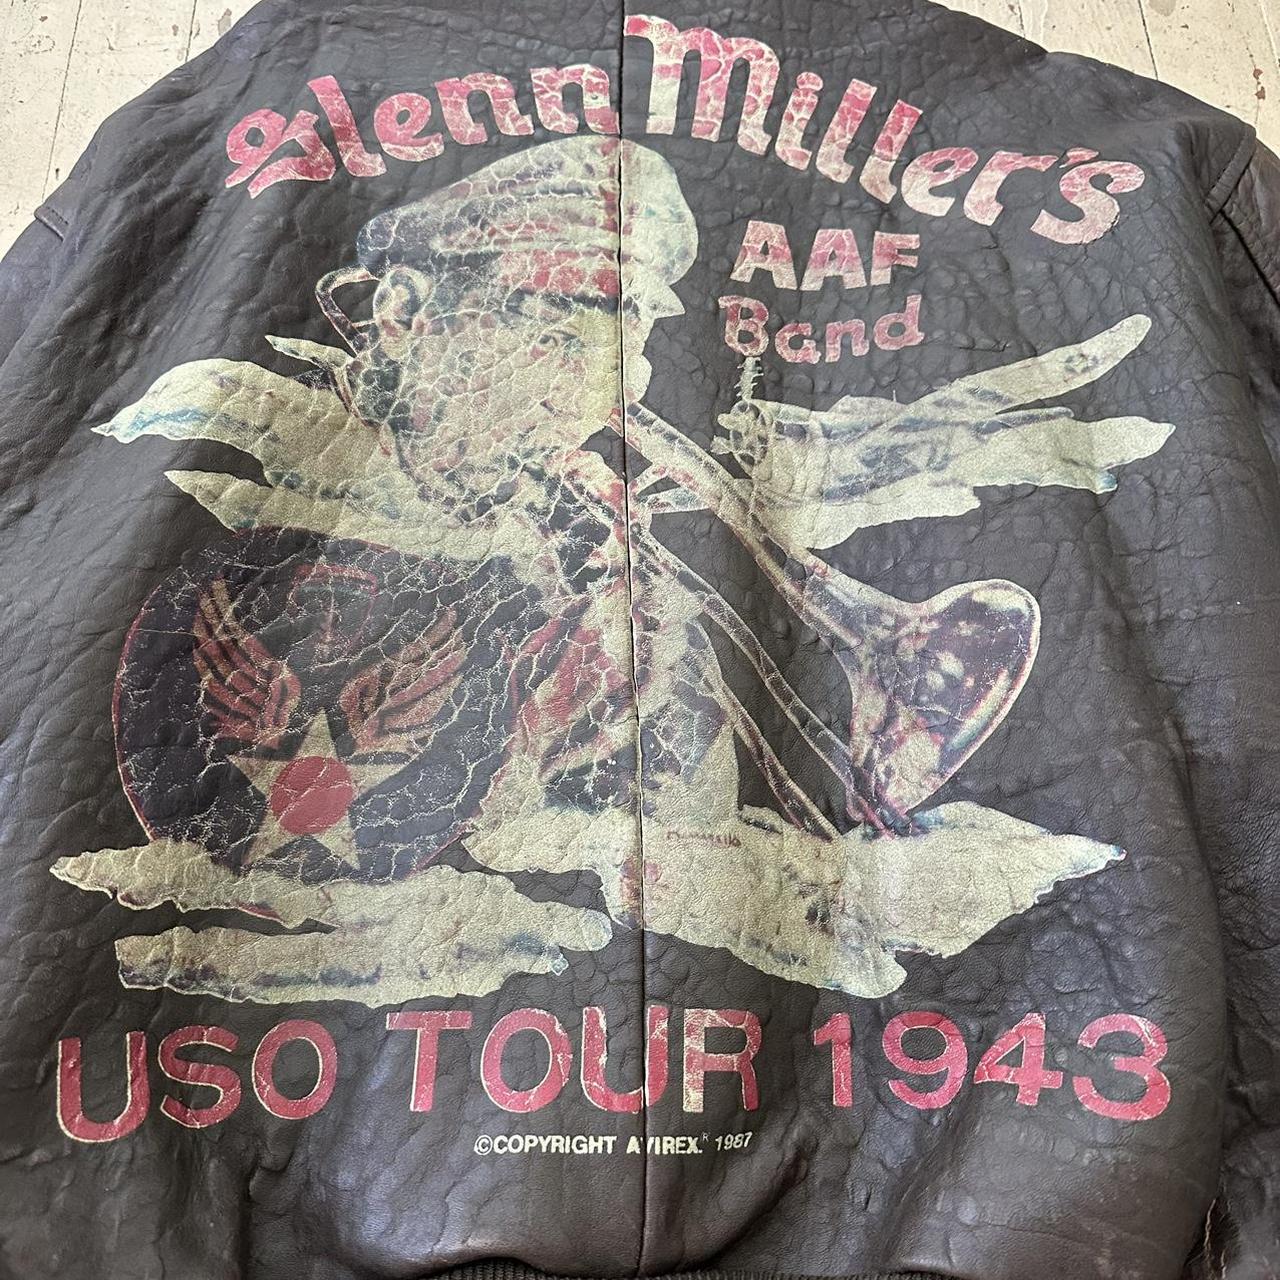 Glenn Miller's
AAF
Band
USO TOUR 1943
©COPYRIGHT AVIREX.® 1987